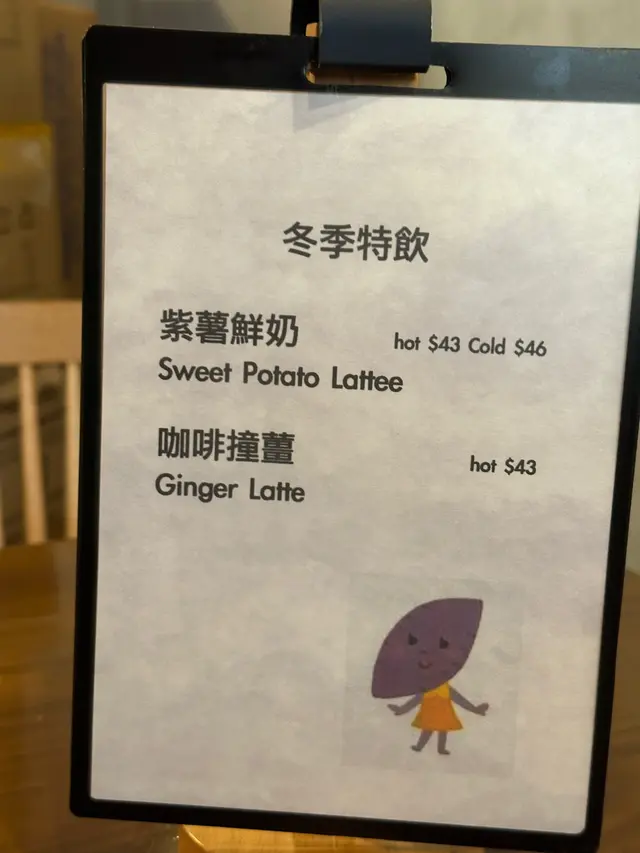 冬季特飲
紫薯鮮奶 hot $43 Cold $46
Sweet Potato Lattee
咖啡撞薑 hot $43
Ginger Latte